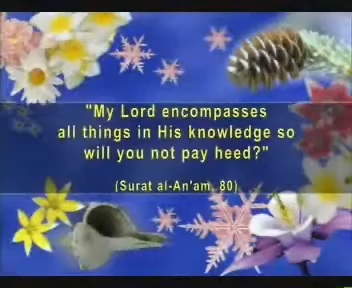 "My Lord encompasses
all things in His knowledge so
will you not pay heed?"
(Surat al-An'am, 80)